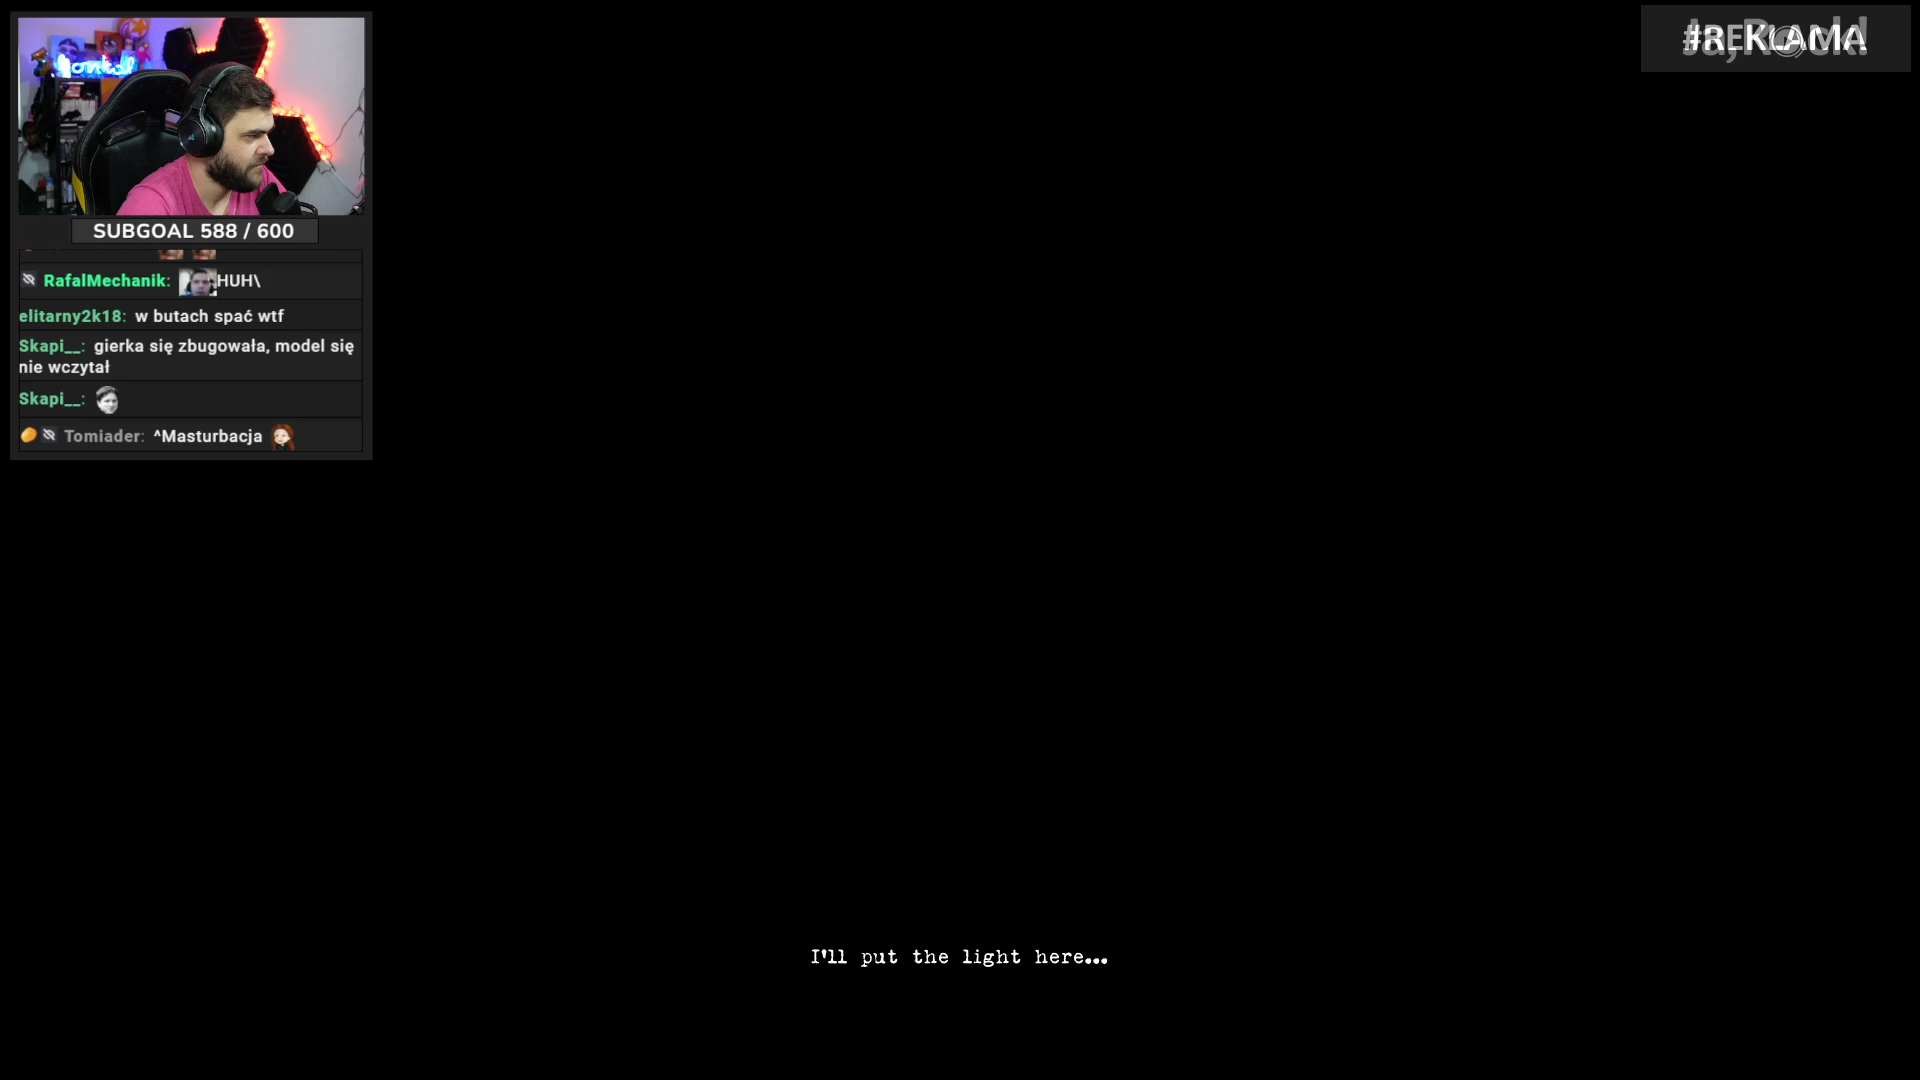 #REKLAMA
SUBGOAL 588 / 600
RafalMechanik: HUH\
elitarny2k18: w butach spać wtf
Skapi__: gierka się zbugowała, model się
nie wczytał
Skapi__:
Tomiader: ^Masturbacja
I'll put the light here...